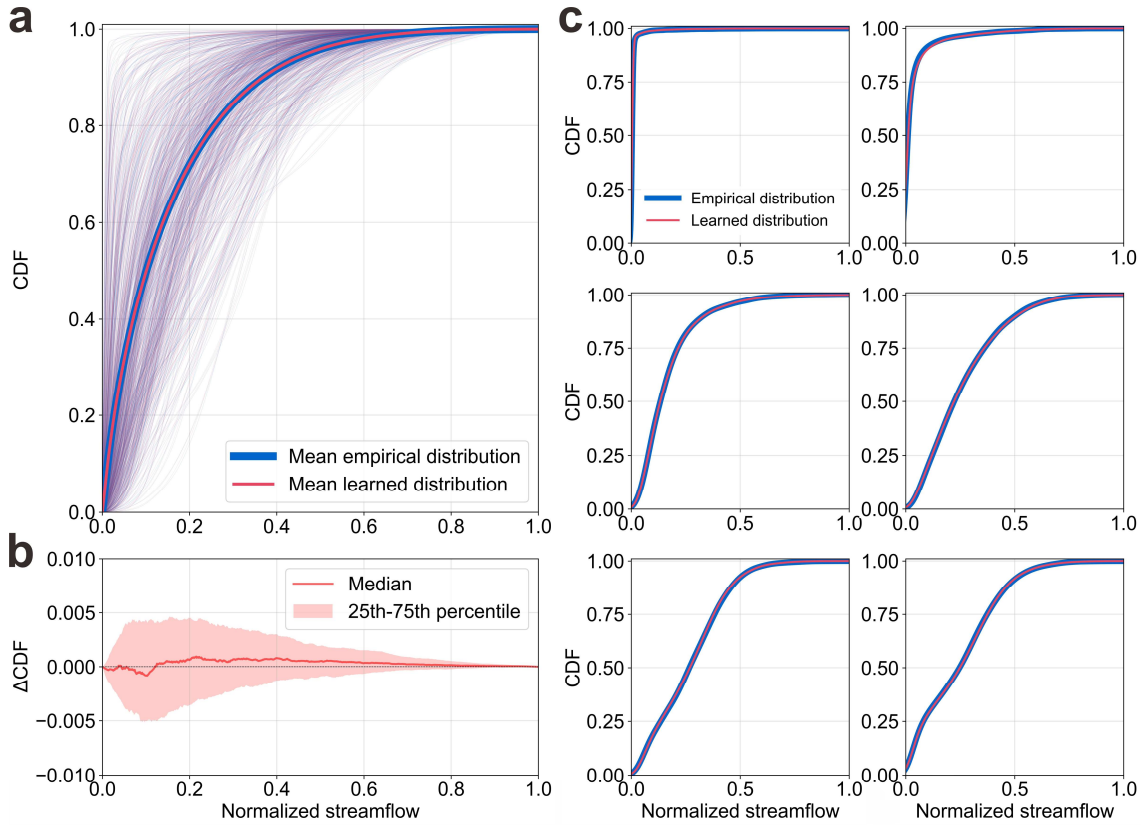 a
1.0
0.8
0.6
0.4
0.2
0.0
CDF
Mean empirical distribution
Mean learned distribution
0.0 0.2 0.4 0.6 0.8 1.0
b
0.010
0.005
0.000
−0.005
−0.010
ΔCDF
Median
25th-75th percentile
0.0 0.2 0.4 0.6 0.8 1.0
Normalized streamflow
c
1.00
0.75
0.50
0.25
0.00
CDF
Empirical distribution
Learned distribution
0.0 0.5 1.0
1.00
0.75
0.50
0.25
0.00
0.0 0.5 1.0
1.00
0.75
0.50
0.25
0.00
CDF
0.0 0.5 1.0
1.00
0.75
0.50
0.25
0.00
0.0 0.5 1.0
1.00
0.75
0.50
0.25
0.00
CDF
0.0 0.5 1.0
Normalized streamflow
1.00
0.75
0.50
0.25
0.00
0.0 0.5 1.0
Normalized streamflow